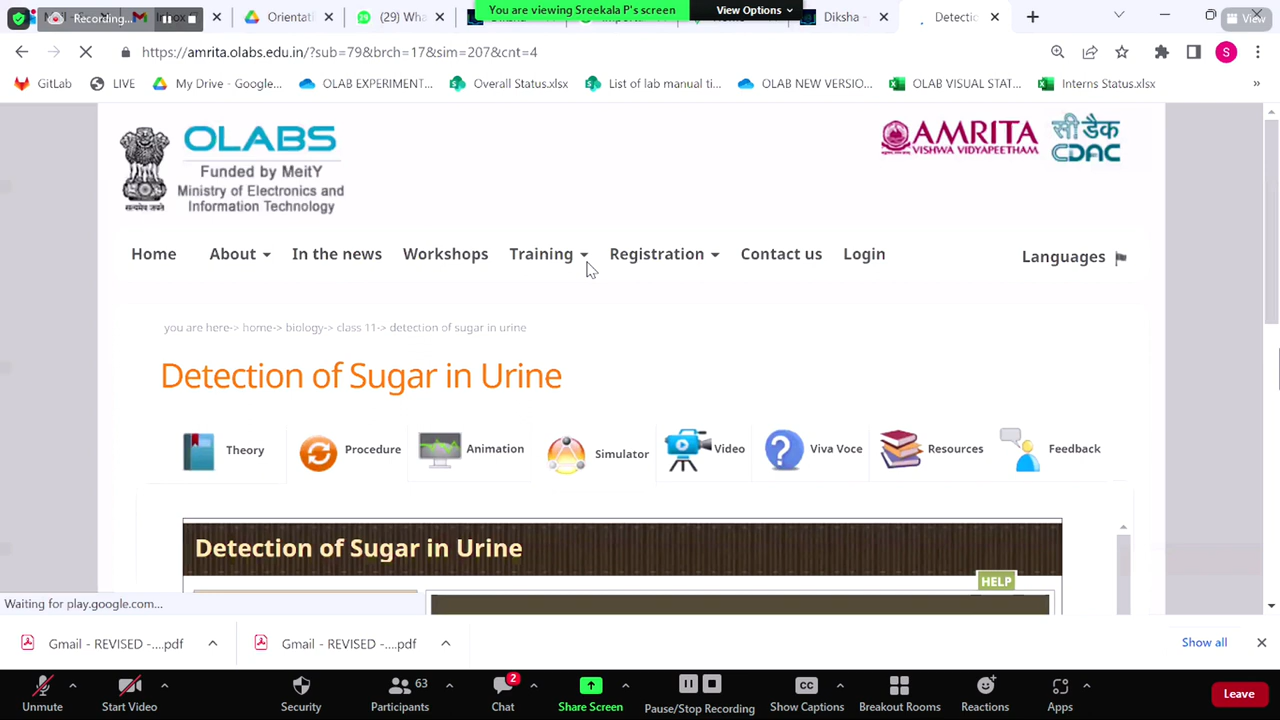 Recording...
You are viewing Sreekala P's screen
View Options
View
Inbox
Orientati
(29) Wha
Diksha -
Detectio
https://amrita.olabs.edu.in/?sub=79&brch=17&sim=207&cnt=4
S
GitLab
LIVE
My Drive - Google...
OLAB EXPERIMENT...
Overall Status.xlsx
List of lab manual ti...
OLAB NEW VERSIO...
OLAB VISUAL STAT...
Interns Status.xlsx
»
सत्यमेव जयते
OLABS
Funded by MeitY
Ministry of Electronics and
Information Technology
AMRITA
VISHWA VIDYAPEETHAM
सी डैक
CDAC
Home
About
In the news
Workshops
Training
Registration
Contact us
Login
Languages
you are here-> home-> biology-> class 11-> detection of sugar in urine
Detection of Sugar in Urine
Theory
Procedure
Animation
Simulator
Video
Viva Voce
Resources
Feedback
Detection of Sugar in Urine
HELP
Waiting for play.google.com...
Gmail - REVISED -....pdf
Gmail - REVISED -....pdf
Show all
Unmute
Start Video
Security
63
Participants
2
Chat
Share Screen
Pause/Stop Recording
CC
Show Captions
Breakout Rooms
Reactions
Apps
Leave